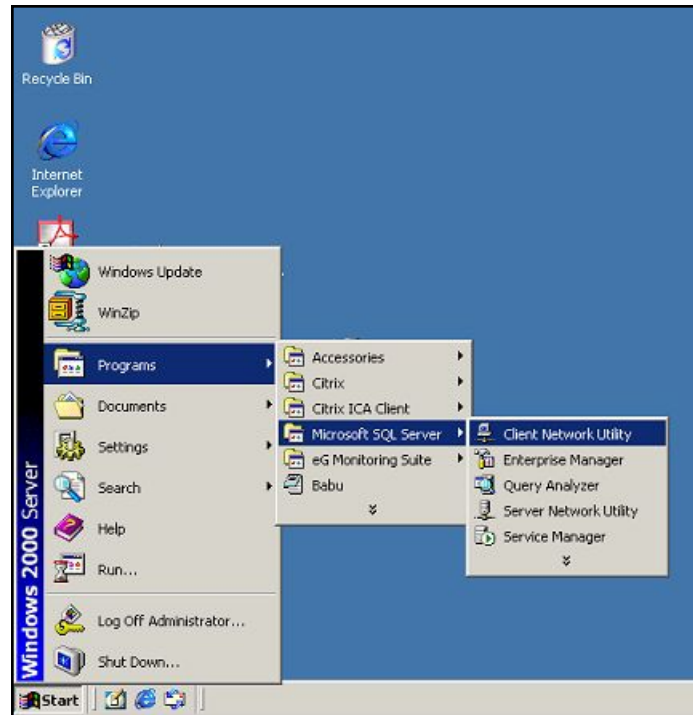 Recycle Bin
Internet
Explorer
Windows Update
WinZip
Programs
Documents
Settings
Search
Help
Run...
Log Off Administrator...
Shut Down...
Windows 2000 Server
Accessories
Citrix
Citrix ICA Client
Microsoft SQL Server
eG Monitoring Suite
Babu
Client Network Utility
Enterprise Manager
Query Analyzer
Server Network Utility
Service Manager
Start